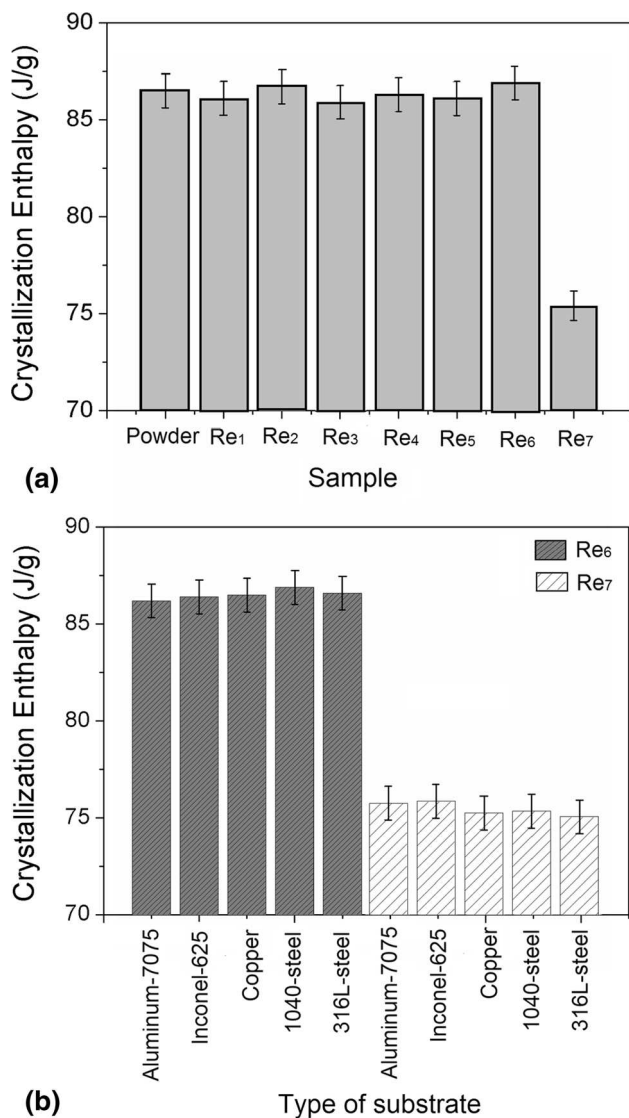 Crystallization Enthalpy (J/g)
90
85
80
75
70
Powder Re1 Re2 Re3 Re4 Re5 Re6 Re7
(a) Sample
Crystallization Enthalpy (J/g)
90
85
80
75
70
Re6
Re7
Aluminum-7075
Inconel-625
Copper
1040-steel
316L-steel
Aluminum-7075
Inconel-625
Copper
1040-steel
316L-steel
(b) Type of substrate